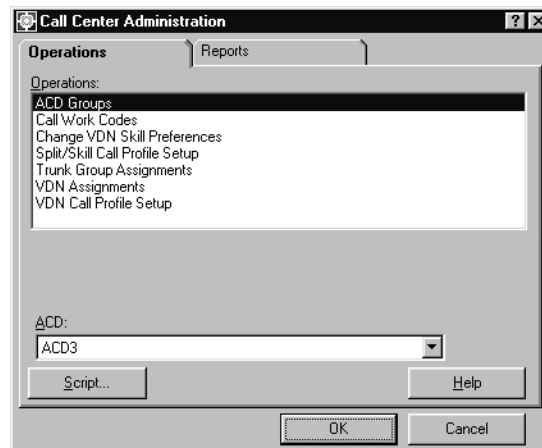 Call Center Administration
Operations
Reports
Operations:
ACD Groups
Call Work Codes
Change VDN Skill Preferences
Split/Skill Call Profile Setup
Trunk Group Assignments
VDN Assignments
VDN Call Profile Setup
ACD:
ACD3
Script...
Help
OK
Cancel